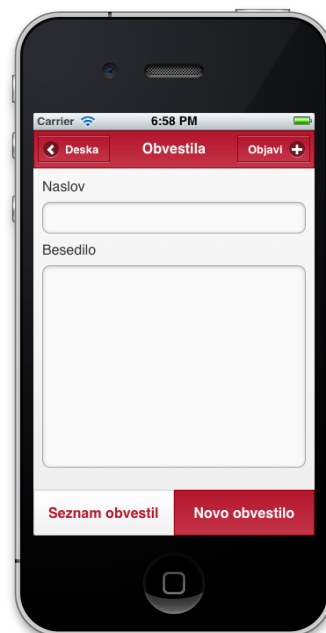 Carrier 6:58 PM
Deska Obvestila Objavi
Naslov
Besedilo
Seznam obvestil Novo obvestilo